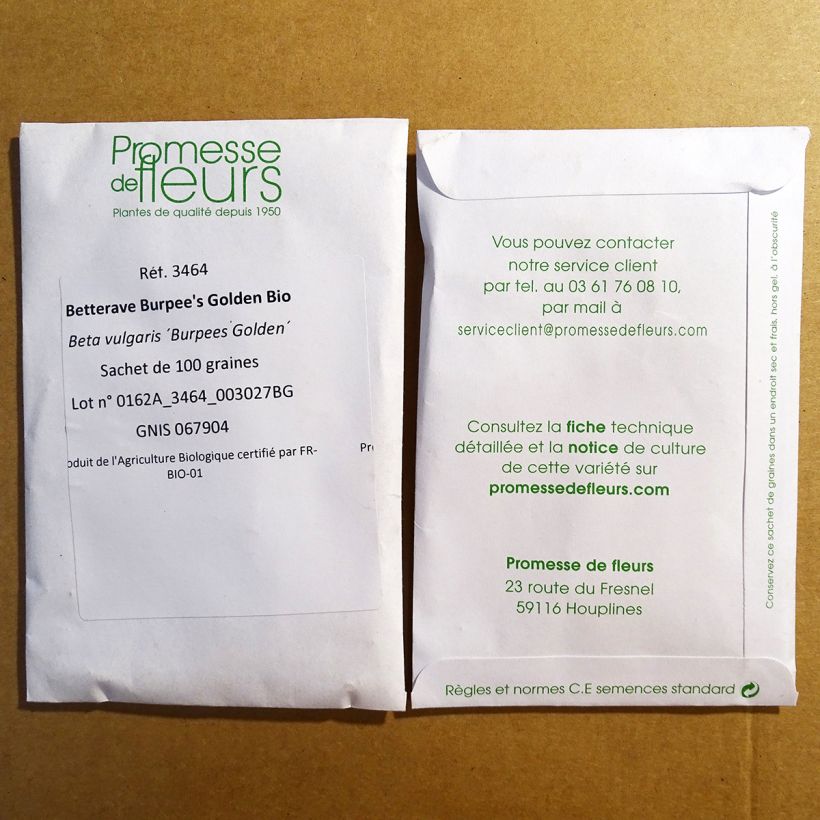 Promesse
de fleurs
Plantes de qualité depuis 1950
Réf. 3464
Betterave Burpee's Golden Bio
Beta vulgaris ´Burpees Golden´
Sachet de 100 graines
Lot n° 0162A_3464_003027BG
GNIS 067904
oduit de l'Agriculture Biologique certifié par FR-
BIO-01
Pr
Vous pouvez contacter
notre service client
par tel. au 03 61 76 08 10,
par mail à
serviceclient@promessedefleurs.com
Consultez la fiche technique
détaillée et la notice de culture
de cette variété sur
promessedefleurs.com
Promesse de fleurs
23 route du Fresnel
59116 Houplines
Règles et normes C.E semences standard
Conservez ce sachet de graines dans un endroit sec et frais, hors gel, à l'obscurité